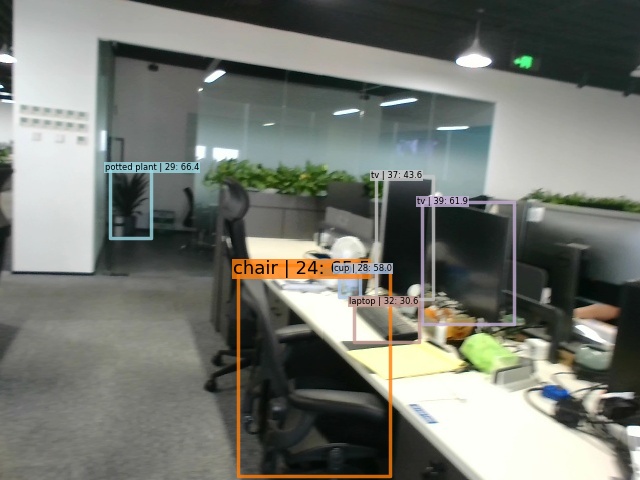 potted plant | 29: 66.4
tv | 37: 43.6
tv | 39: 61.9
chair | 24:
cup | 28: 58.0
laptop | 32: 30.6